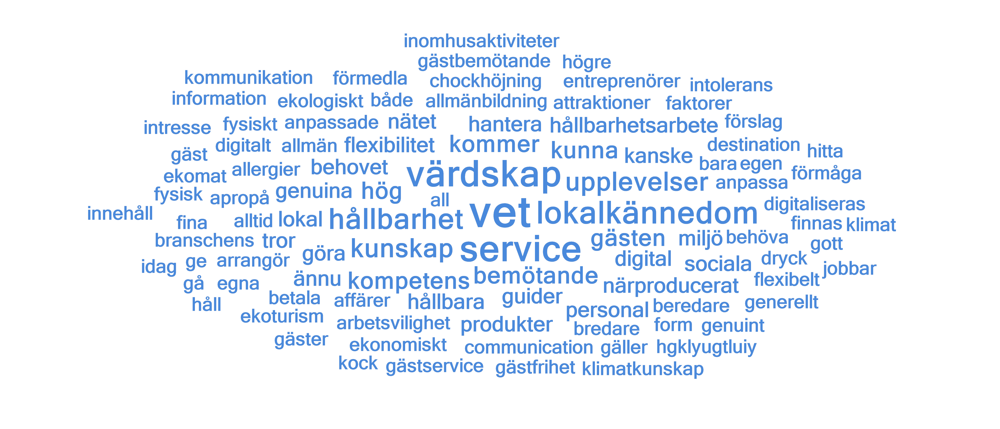 inomhusaktiviteter
gästbemötande högre
kommunikation förmedla chockhöjning entreprenörer intolerans
information ekologiskt både allmänbildning attraktioner faktorer
intresse fysiskt anpassade nätet hantera hållbarhetsarbete förslag
gäst digitalt allmän flexibilitet kommer kunna kanske destination hitta
ekomat allergier behovet värdskap upplevelser bara egen anpassa förmåga
fysisk apropå genuina hög all
innehåll fina alltid lokal hållbarhet vet lokalkännedom digitaliseras finnas klimat
branschens tror göra kunskap service gästen miljö behöva gott
idag ge arrangör digital sociala dryck jobbar
gå egna ännu kompetens bemötande närproducerat flexibelt
håll betala affärer hållbara guider personal beredare generellt
ekoturism arbetsvilighet produkter bredare form genuint
gäster ekonomiskt communication gäller hgklyugtluiy
kock gästservice gästfrihet klimatkunskap